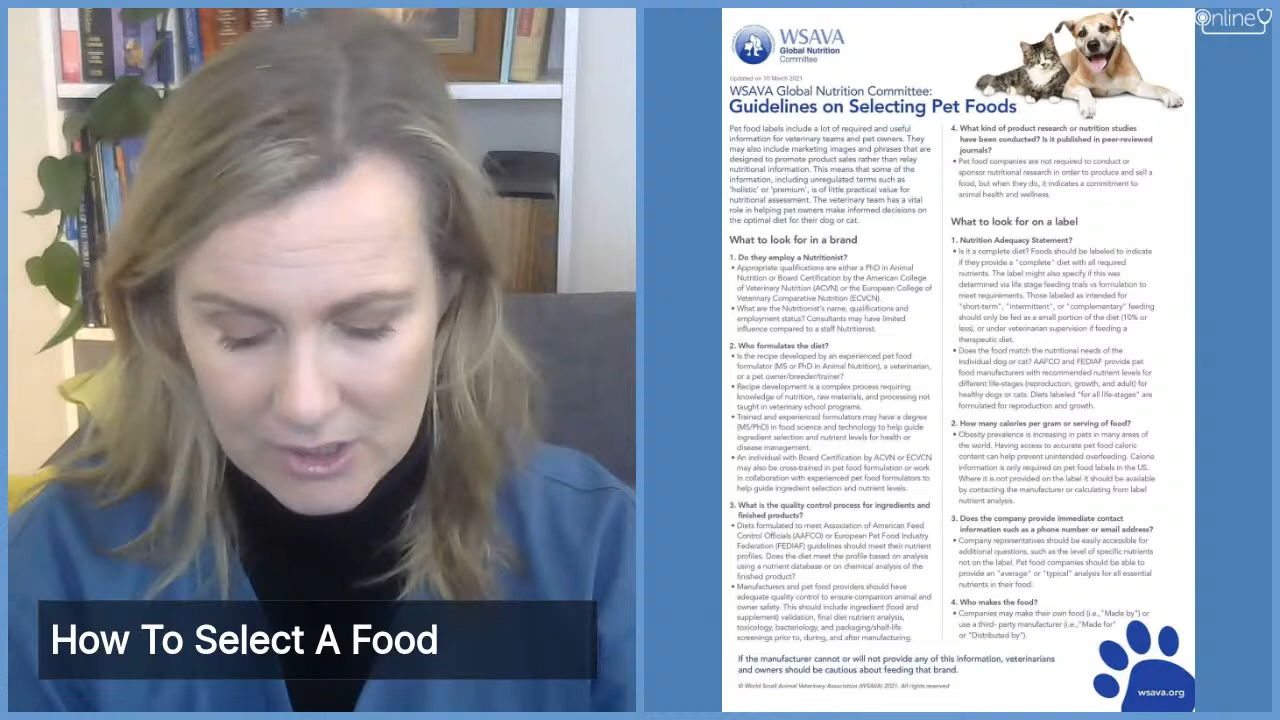 How To Select A Food
Online
WSAVA
Global Nutrition
Committee
Updated on 10 March 2021
WSAVA Global Nutrition Committee:
Guidelines on Selecting Pet Foods
Pet food labels include a lot of required and useful
information for veterinary teams and pet owners. They
may also include marketing images and phrases that are
designed to promote product sales rather than relay
nutritional information. This means that some of the
information, including unregulated terms such as
'holistic' or 'premium', is of little practical value for
nutritional assessment. The veterinary team has a vital
role in helping pet owners make informed decisions on
the optimal diet for their dog or cat.
What to look for in a brand
1. Do they employ a Nutritionist?
• Appropriate qualifications are either a PhD in Animal
Nutrition or Board Certification by the American College
of Veterinary Nutrition (ACVN) or the European College of
Veterinary Comparative Nutrition (ECVCN).
• What are the Nutritionist's name, qualifications and
employment status? Consultants may have limited
influence compared to a staff Nutritionist.
2. Who formulates the diet?
• Is the recipe developed by an experienced pet food
formulator (MS or PhD in Animal Nutrition), a veterinarian,
or a pet owner/breeder/trainer?
• Recipe development is a complex process requiring
knowledge of nutrition, raw materials, and processing not
taught in veterinary school programs.
• Trained and experienced formulators may have a degree
(MS/PhD) in food science and technology to help guide
ingredient selection and nutrient levels for health or
disease management.
• An individual with Board Certification by ACVN or ECVCN
may also be cross-trained in pet food formulation or work
in collaboration with experienced pet food formulators to
help guide ingredient selection and nutrient levels.
3. What is the quality control process for ingredients and
finished products?
• Diets formulated to meet Association of American Feed
Control Officials (AAFCO) or European Pet Food Industry
Federation (FEDIAF) guidelines should meet their nutrient
profiles. Does the diet meet the profile based on analysis
using a nutrient database or on chemical analysis of the
finished product?
• Manufacturers and pet food providers should have
adequate quality control to ensure companion animal and
owner safety. This should include ingredient (food and
supplement) validation, final diet nutrient analysis,
toxicology, bacteriology, and packaging/shelf-life
screenings prior to, during, and after manufacturing.
4. What kind of product research or nutrition studies
have been conducted? Is it published in peer-reviewed
journals?
• Pet food companies are not required to conduct or
sponsor nutritional research in order to produce and sell a
food, but when they do, it indicates a commitment to
animal health and wellness.
What to look for on a label
1. Nutrition Adequacy Statement?
• Is it a complete diet? Foods should be labeled to indicate
if they provide a "complete" diet with all required
nutrients. The label might also specify if this was
determined via life stage feeding trials vs formulation to
meet requirements. Those labeled as intended for
"short-term", "intermittent", or "complementary" feeding
should only be fed as a small portion of the diet (10% or
less), or under veterinarian supervision if feeding a
therapeutic diet.
• Does the food match the nutritional needs of the
individual dog or cat? AAFCO and FEDIAF provide pet
food manufacturers with recommended nutrient levels for
different life-stages (reproduction, growth, and adult) for
healthy dogs or cats. Diets labeled "for all life-stages" are
formulated for reproduction and growth.
2. How many calories per gram or serving of food?
• Obesity prevalence is increasing in pets in many areas of
the world. Having access to accurate pet food caloric
content can help prevent unintended overfeeding. Calorie
information is only required on pet food labels in the US.
Where it is not provided on the label it should be available
by contacting the manufacturer or calculating from label
nutrient analysis.
3. Does the company provide immediate contact
information such as a phone number or email address?
• Company representatives should be easily accessible for
additional questions, such as the level of specific nutrients
not on the label. Pet food companies should be able to
provide an "average" or "typical" analysis for all essential
nutrients in their food.
4. Who makes the food?
• Companies may make their own food (i.e.,"Made by") or
use a third- party manufacturer (i.e.,"Made for"
or "Distributed by").
If the manufacturer cannot or will not provide any of this information, veterinarians
and owners should be cautious about feeding that brand.
© World Small Animal Veterinary Association (WSAVA) 2021. All rights reserved
wsava.org